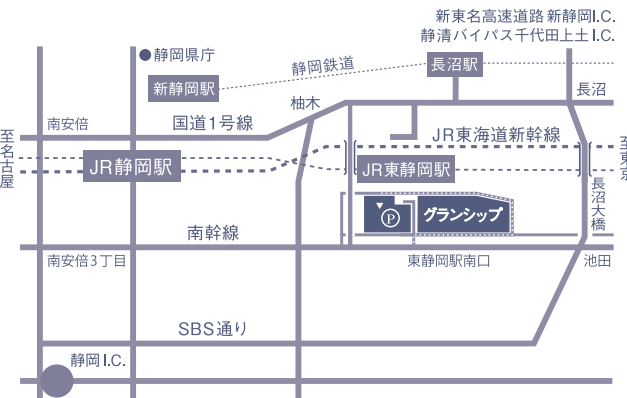 新東名高速道路 新静岡I.C.
静清バイパス千代田上土I.C.
静岡県庁
静岡鉄道
長沼駅
新静岡駅
柚木
長沼
南安倍
国道1号線
JR東海道新幹線
至名古屋
至東京
JR静岡駅
JR東静岡駅
長沼大橋
P
グランシップ
南幹線
南安倍3丁目
東静岡駅南口
池田
SBS通り
静岡I.C.